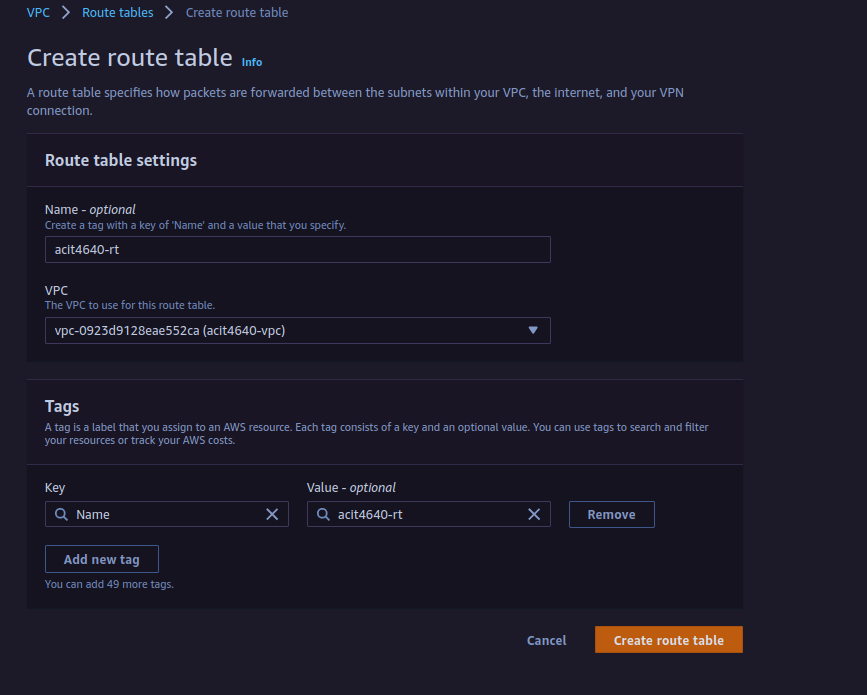 VPC > Route tables > Create route table
Create route table Info
A route table specifies how packets are forwarded between the subnets within your VPC, the internet, and your VPN
connection.
Route table settings
Name - optional
Create a tag with a key of 'Name' and a value that you specify.
acit4640-rt
VPC
The VPC to use for this route table.
vpc-0923d9128eae552ca (acit4640-vpc)
Tags
A tag is a label that you assign to an AWS resource. Each tag consists of a key and an optional value. You can use tags to search and filter
your resources or track your AWS costs.
Key Value - optional
Name acit4640-rt Remove
Add new tag
You can add 49 more tags.
Cancel Create route table